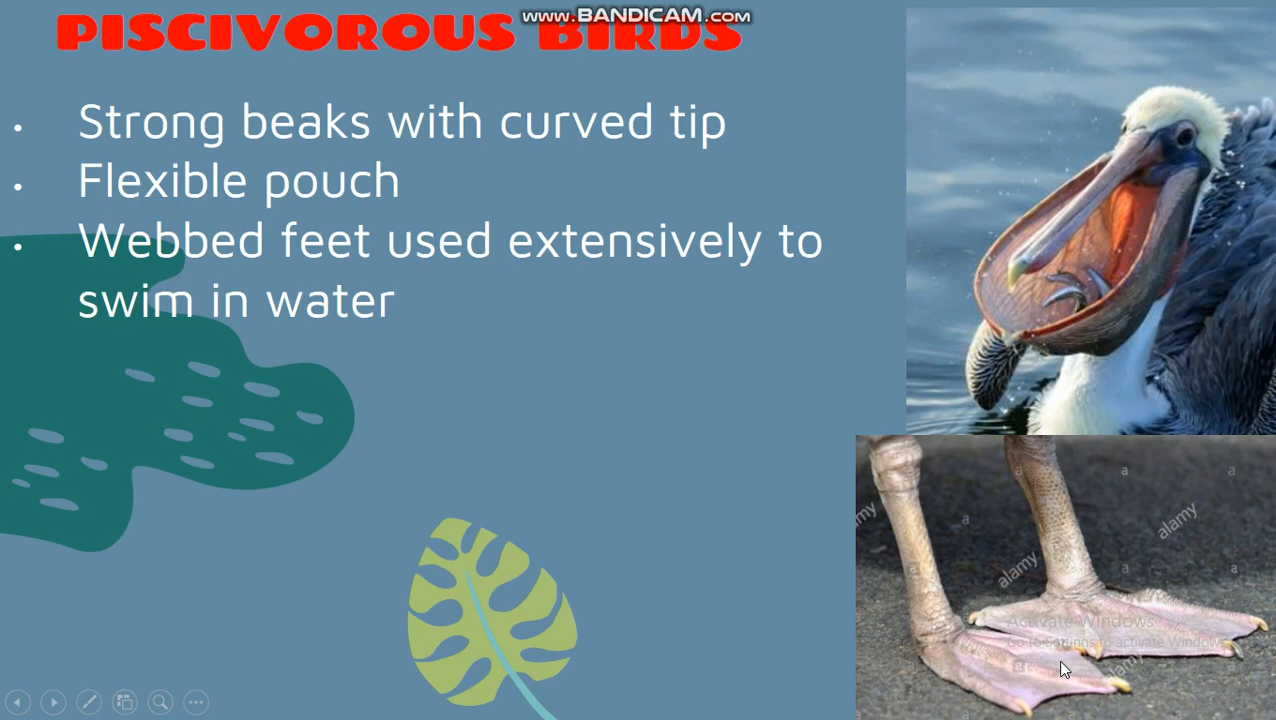 www.BANDICAM.com
PISCIVOROUS BIRDS
• Strong beaks with curved tip
• Flexible pouch
• Webbed feet used extensively to
swim in water
a a a
alamy alamy
a
alamy
a a a
Activate Windows
Go to Settings to activate Windows.
a
alamy